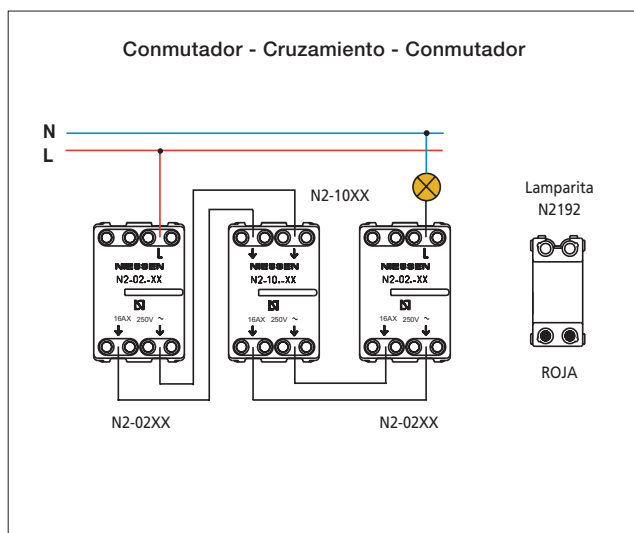 Conmutador - Cruzamiento - Conmutador
N
L
N2-10XX
Lamparita
N2192
L
NIESSEN
N2-02.-XX
16AX 250V ~
NIESSEN
N2-10.-XX
16AX 250V ~
L
NIESSEN
N2-02.-XX
16AX 250V ~
ROJA
N2-02XX
N2-02XX